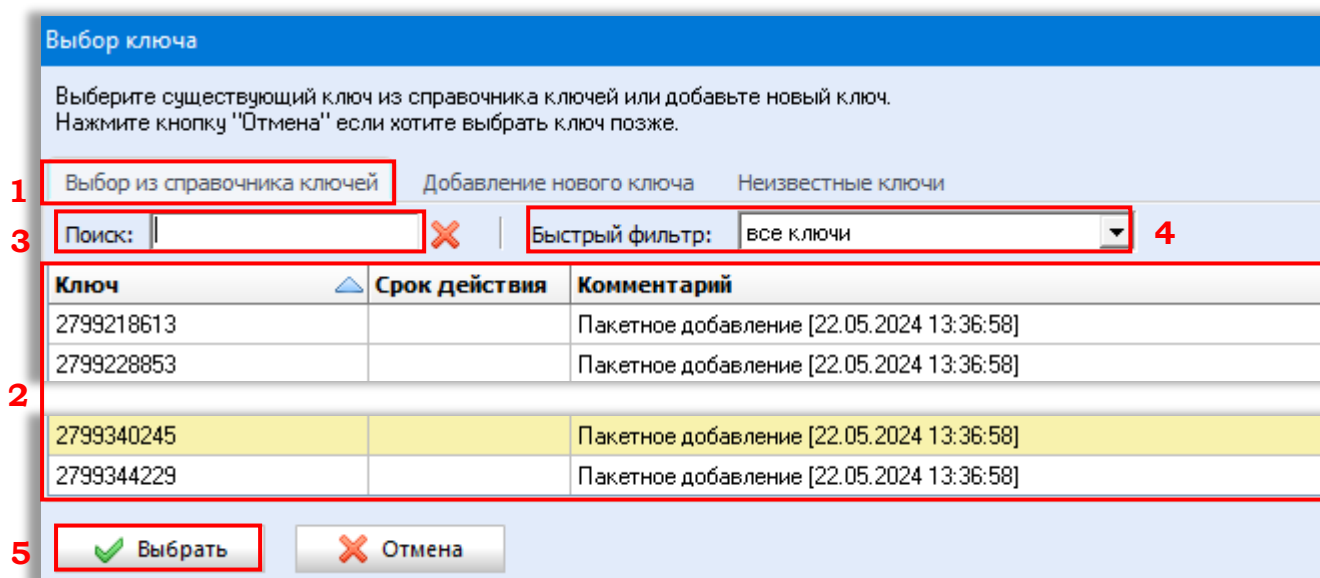 Выбор ключа
Выберите существующий ключ из справочника ключей или добавьте новый ключ.
Нажмите кнопку "Отмена" если хотите выбрать ключ позже.
1 Выбор из справочника ключей Добавление нового ключа Неизвестные ключи
3 Поиск: Быстрый фильтр: все ключи 4
Ключ Срок действия Комментарий
2799218613 Пакетное добавление [22.05.2024 13:36:58]
2799228853 Пакетное добавление [22.05.2024 13:36:58]
2
2799340245 Пакетное добавление [22.05.2024 13:36:58]
2799344229 Пакетное добавление [22.05.2024 13:36:58]
5 Выбрать Отмена